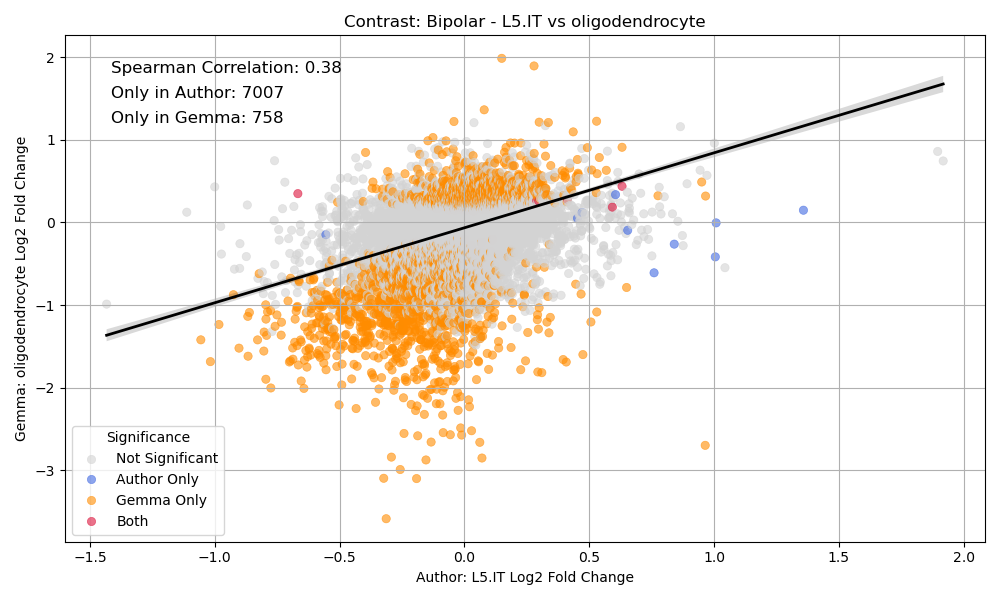 Contrast: Bipolar - L5.IT vs oligodendrocyte
Spearman Correlation: 0.38
Only in Author: 7007
Only in Gemma: 758
Gemma: oligodendrocyte Log2 Fold Change
2
1
0
−1
−2
−3
Significance
Not Significant
Author Only
Gemma Only
Both
−1.5 −1.0 −0.5 0.0 0.5 1.0 1.5 2.0
Author: L5.IT Log2 Fold Change